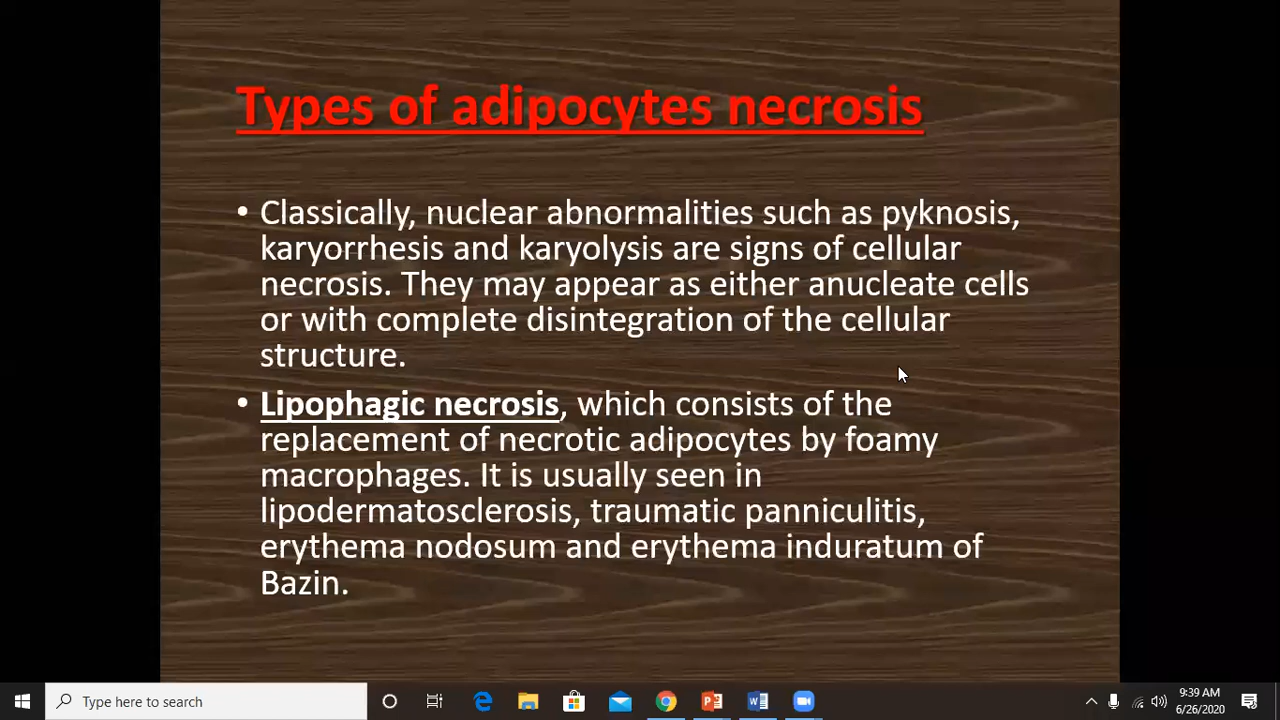 Types of adipocytes necrosis
• Classically, nuclear abnormalities such as pyknosis,
karyorrhesis and karyolysis are signs of cellular
necrosis. They may appear as either anucleate cells
or with complete disintegration of the cellular
structure.
• Lipophagic necrosis, which consists of the
replacement of necrotic adipocytes by foamy
macrophages. It is usually seen in
lipodermatosclerosis, traumatic panniculitis,
erythema nodosum and erythema induratum of
Bazin.
Type here to search
9:39 AM
6/26/2020